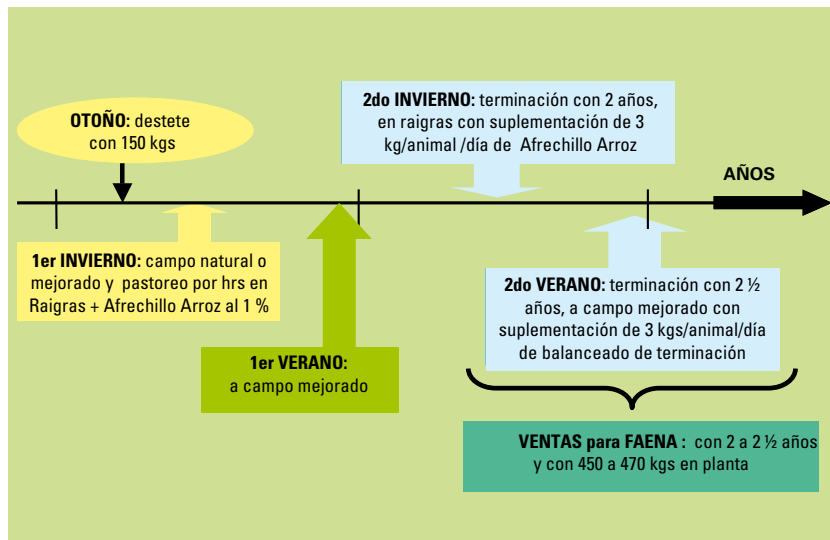 OTOÑO: destete
con 150 kgs
2do INVIERNO: terminación con 2 años,
en raigras con suplementación de 3
kg/animal /día de Afrechillo Arroz
AÑOS
1er INVIERNO: campo natural o
mejorado y pastoreo por hrs en
Raigras + Afrechillo Arroz al 1 %
1er VERANO:
a campo mejorado
2do VERANO: terminación con 2 ½
años, a campo mejorado con
suplementación de 3 kgs/animal/día
de balanceado de terminación
VENTAS para FAENA : con 2 a 2 ½ años
y con 450 a 470 kgs en planta